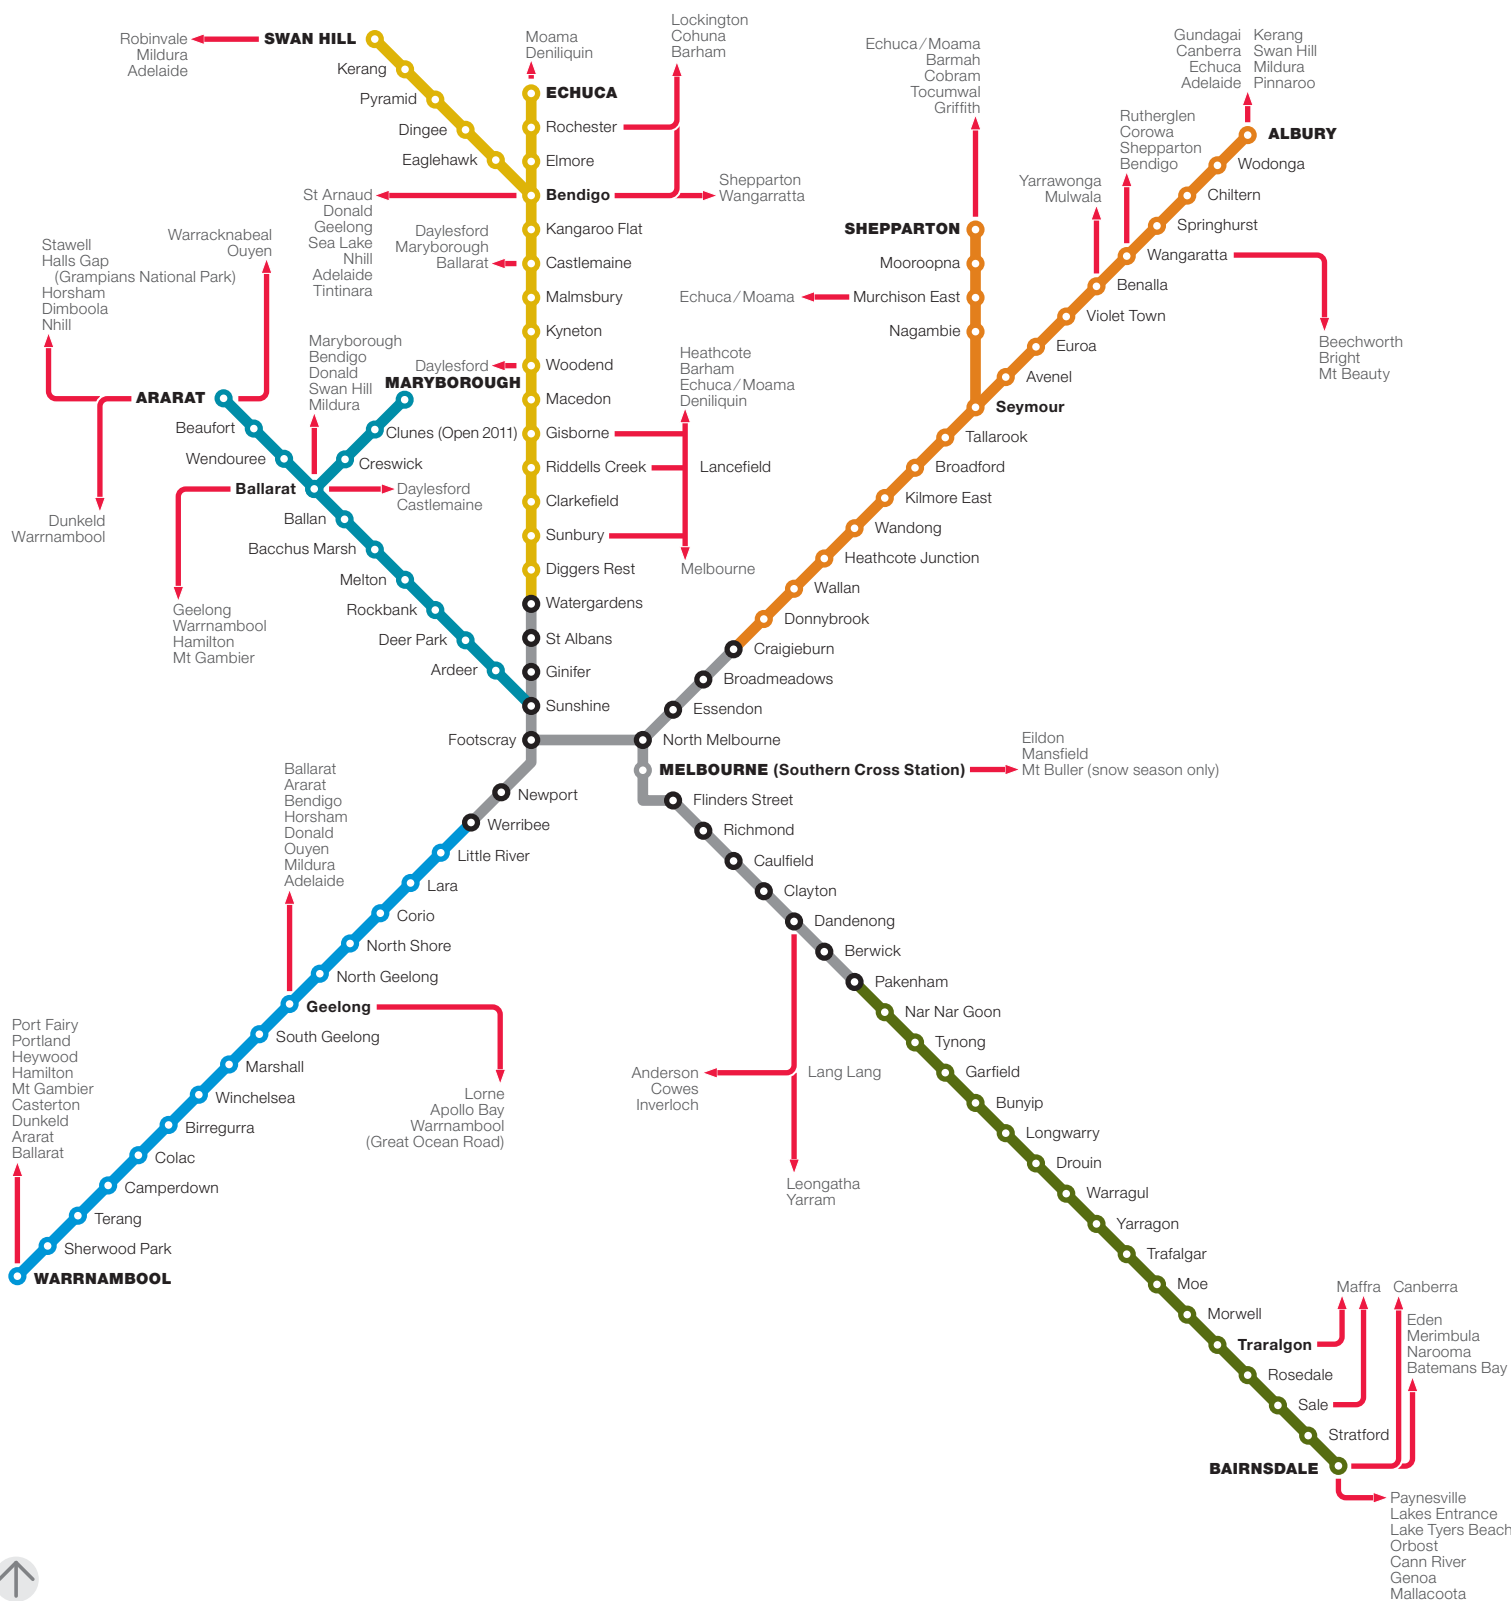 Robinvale
Mildura
Adelaide
SWAN HILL
Kerang
Pyramid
Dingee
Eaglehawk
Moama
Deniliquin
ECHUCA
Rochester
Elmore
Bendigo
Kangaroo Flat
Castlemaine
Malmsbury
Kyneton
Woodend
Macedon
Gisborne
Riddells Creek
Clarkefield
Sunbury
Diggers Rest
Watergardens
St Albans
Ginifer
Sunshine
Footscray
Lockington
Cohuna
Barham
Shepparton
Wangarratta
St Arnaud
Donald
Geelong
Sea Lake
Nhill
Adelaide
Tintinara
Daylesford
Maryborough
Ballarat
Daylesford
Heathcote
Barham
Echuca/Moama
Deniliquin
Lancefield
Melbourne
Stawell
Halls Gap
(Grampians National Park)
Horsham
Dimboola
Nhill
Warracknabeal
Ouyen
ARARAT
Beaufort
Wendouree
Ballarat
Ballan
Bacchus Marsh
Melton
Rockbank
Deer Park
Ardeer
Dunkeld
Warrnambool
Maryborough
Bendigo
Donald
Swan Hill
Mildura
MARYBOROUGH
Clunes (Open 2011)
Creswick
Daylesford
Castlemaine
Geelong
Warrnambool
Hamilton
Mt Gambier
Echuca/Moama
Barmah
Cobram
Tocumwal
Griffith
SHEPPARTON
Mooroopna
Murchison East
Nagambie
Echuca/Moama
Gundagai
Canberra
Echuca
Adelaide
Kerang
Swan Hill
Mildura
Pinnaroo
ALBURY
Wodonga
Chiltern
Springhurst
Wangaratta
Benalla
Violet Town
Euroa
Avenel
Seymour
Tallarook
Broadford
Kilmore East
Wandong
Heathcote Junction
Wallan
Donnybrook
Craigieburn
Broadmeadows
Essendon
North Melbourne
Rutherglen
Corowa
Shepparton
Bendigo
Yarrawonga
Mulwala
Beechworth
Bright
Mt Beauty
MELBOURNE (Southern Cross Station)
Eildon
Mansfield
Mt Buller (snow season only)
Newport
Werribee
Little River
Lara
Corio
North Shore
North Geelong
Geelong
South Geelong
Marshall
Winchelsea
Birregurra
Colac
Camperdown
Terang
Sherwood Park
WARRNAMBOOL
Ballarat
Ararat
Bendigo
Horsham
Donald
Ouyen
Mildura
Adelaide
Lorne
Apollo Bay
Warrnambool
(Great Ocean Road)
Port Fairy
Portland
Heywood
Hamilton
Mt Gambier
Casterton
Dunkeld
Ararat
Ballarat
Flinders Street
Richmond
Caulfield
Clayton
Dandenong
Berwick
Pakenham
Nar Nar Goon
Tynong
Garfield
Bunyip
Longwarry
Drouin
Warragul
Yarragon
Trafalgar
Moe
Morwell
Traralgon
Rosedale
Sale
Stratford
BAIRNSDALE
Anderson
Cowes
Inverloch
Lang Lang
Leongatha
Yarram
Maffra
Canberra
Eden
Merimbula
Narooma
Batemans Bay
Paynesville
Lakes Entrance
Lake Tyers Beach
Orbost
Cann River
Genoa
Mallacoota